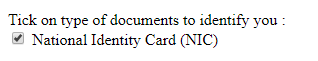 Tick on type of documents to identify you :
National Identity Card (NIC)